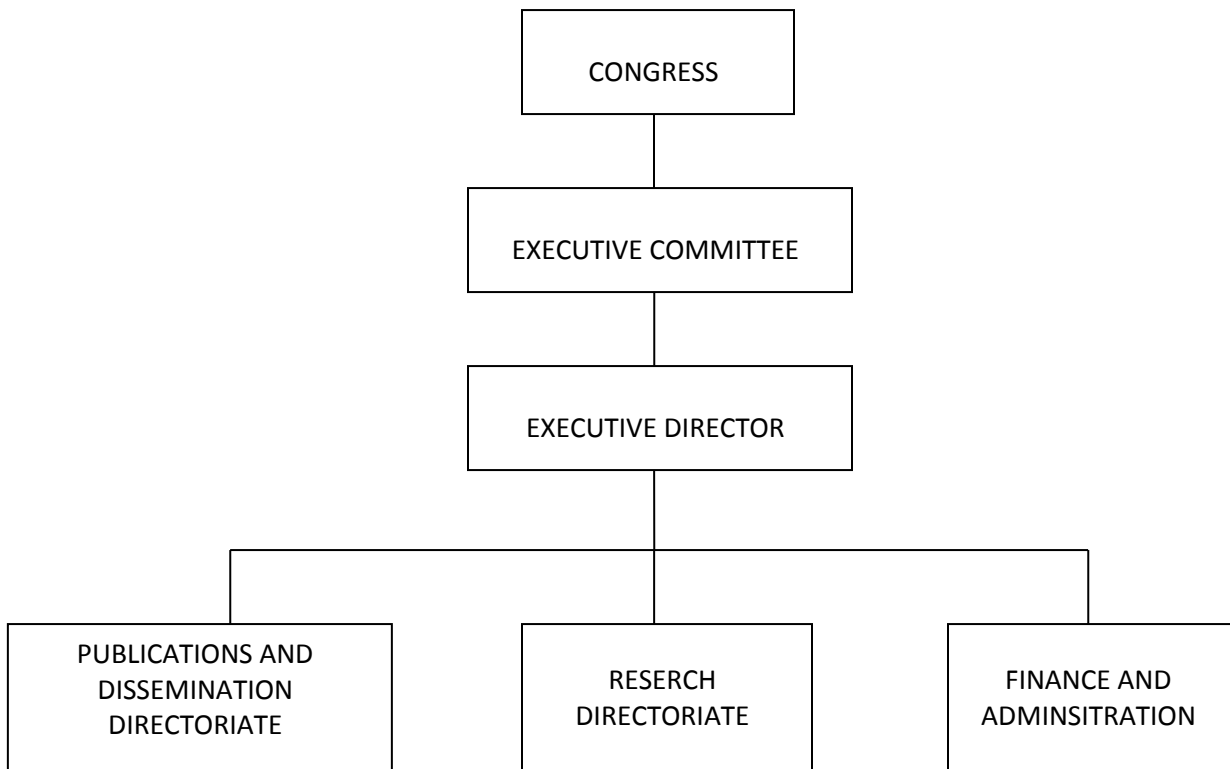 CONGRESS
EXECUTIVE COMMITTEE
EXECUTIVE DIRECTOR
PUBLICATIONS AND
DISSEMINATION
DIRECTORIATE
RESERCH
DIRECTORIATE
FINANCE AND
ADMINSITRATION